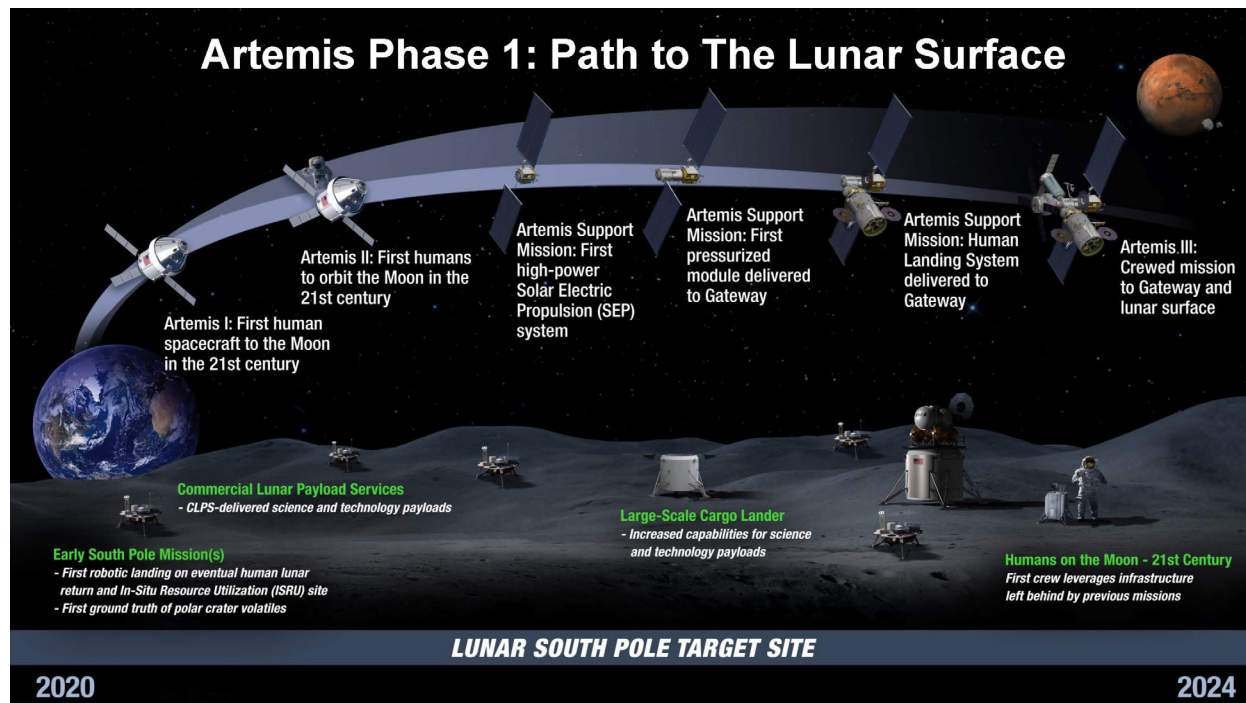 Artemis Phase 1: Path to The Lunar Surface
Artemis I: First human
spacecraft to the Moon
in the 21st century
Artemis II: First humans
to orbit the Moon in the
21st century
Artemis Support
Mission: First
high-power
Solar Electric
Propulsion (SEP)
system
Artemis Support
Mission: First
pressurized
module delivered
to Gateway
Artemis Support
Mission: Human
Landing System
delivered to
Gateway
Artemis III:
Crewed mission
to Gateway and
lunar surface
Commercial Lunar Payload Services
- CLPS-delivered science and technology payloads
Early South Pole Mission(s)
- First robotic landing on eventual human lunar
return and In-Situ Resource Utilization (ISRU) site
- First ground truth of polar crater volatiles
Large-Scale Cargo Lander
- Increased capabilities for science
and technology payloads
Humans on the Moon - 21st Century
First crew leverages infrastructure
left behind by previous missions
LUNAR SOUTH POLE TARGET SITE
2020
2024